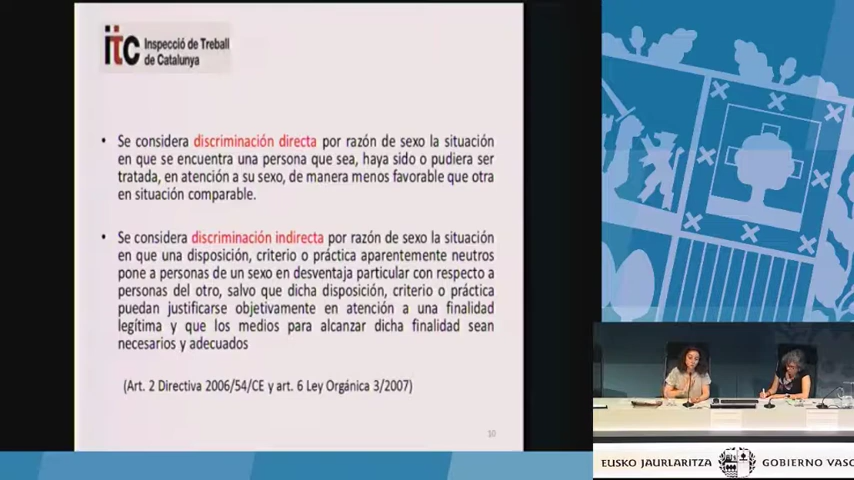 itc Inspecció de Treball
de Catalunya
• Se considera discriminación directa por razón de sexo la situación
en que se encuentra una persona que sea, haya sido o pudiera ser
tratada, en atención a su sexo, de manera menos favorable que otra
en situación comparable.
• Se considera discriminación indirecta por razón de sexo la situación
en que una disposición, criterio o práctica aparentemente neutros
pone a personas de un sexo en desventaja particular con respecto a
personas del otro, salvo que dicha disposición, criterio o práctica
puedan justificarse objetivamente en atención a una finalidad
legítima y que los medios para alcanzar dicha finalidad sean
necesarios y adecuados
(Art. 2 Directiva 2006/54/CE y art. 6 Ley Orgánica 3/2007)
10
EUSKO JAURLARITZA GOBIERNO VASC